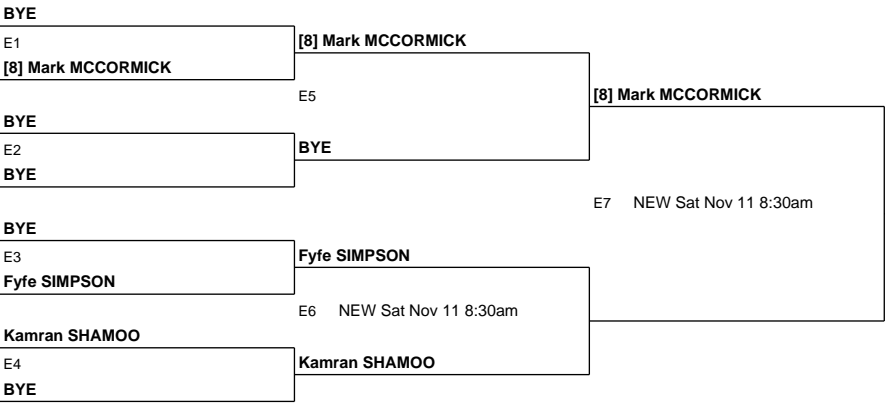 BYE
E1
[8] Mark MCCORMICK
[8] Mark MCCORMICK
E5
[8] Mark MCCORMICK
BYE
E2
BYE
BYE
E7 NEW Sat Nov 11 8:30am
BYE
E3
Fyfe SIMPSON
Fyfe SIMPSON
E6 NEW Sat Nov 11 8:30am
Kamran SHAMOO
E4
Kamran SHAMOO
BYE